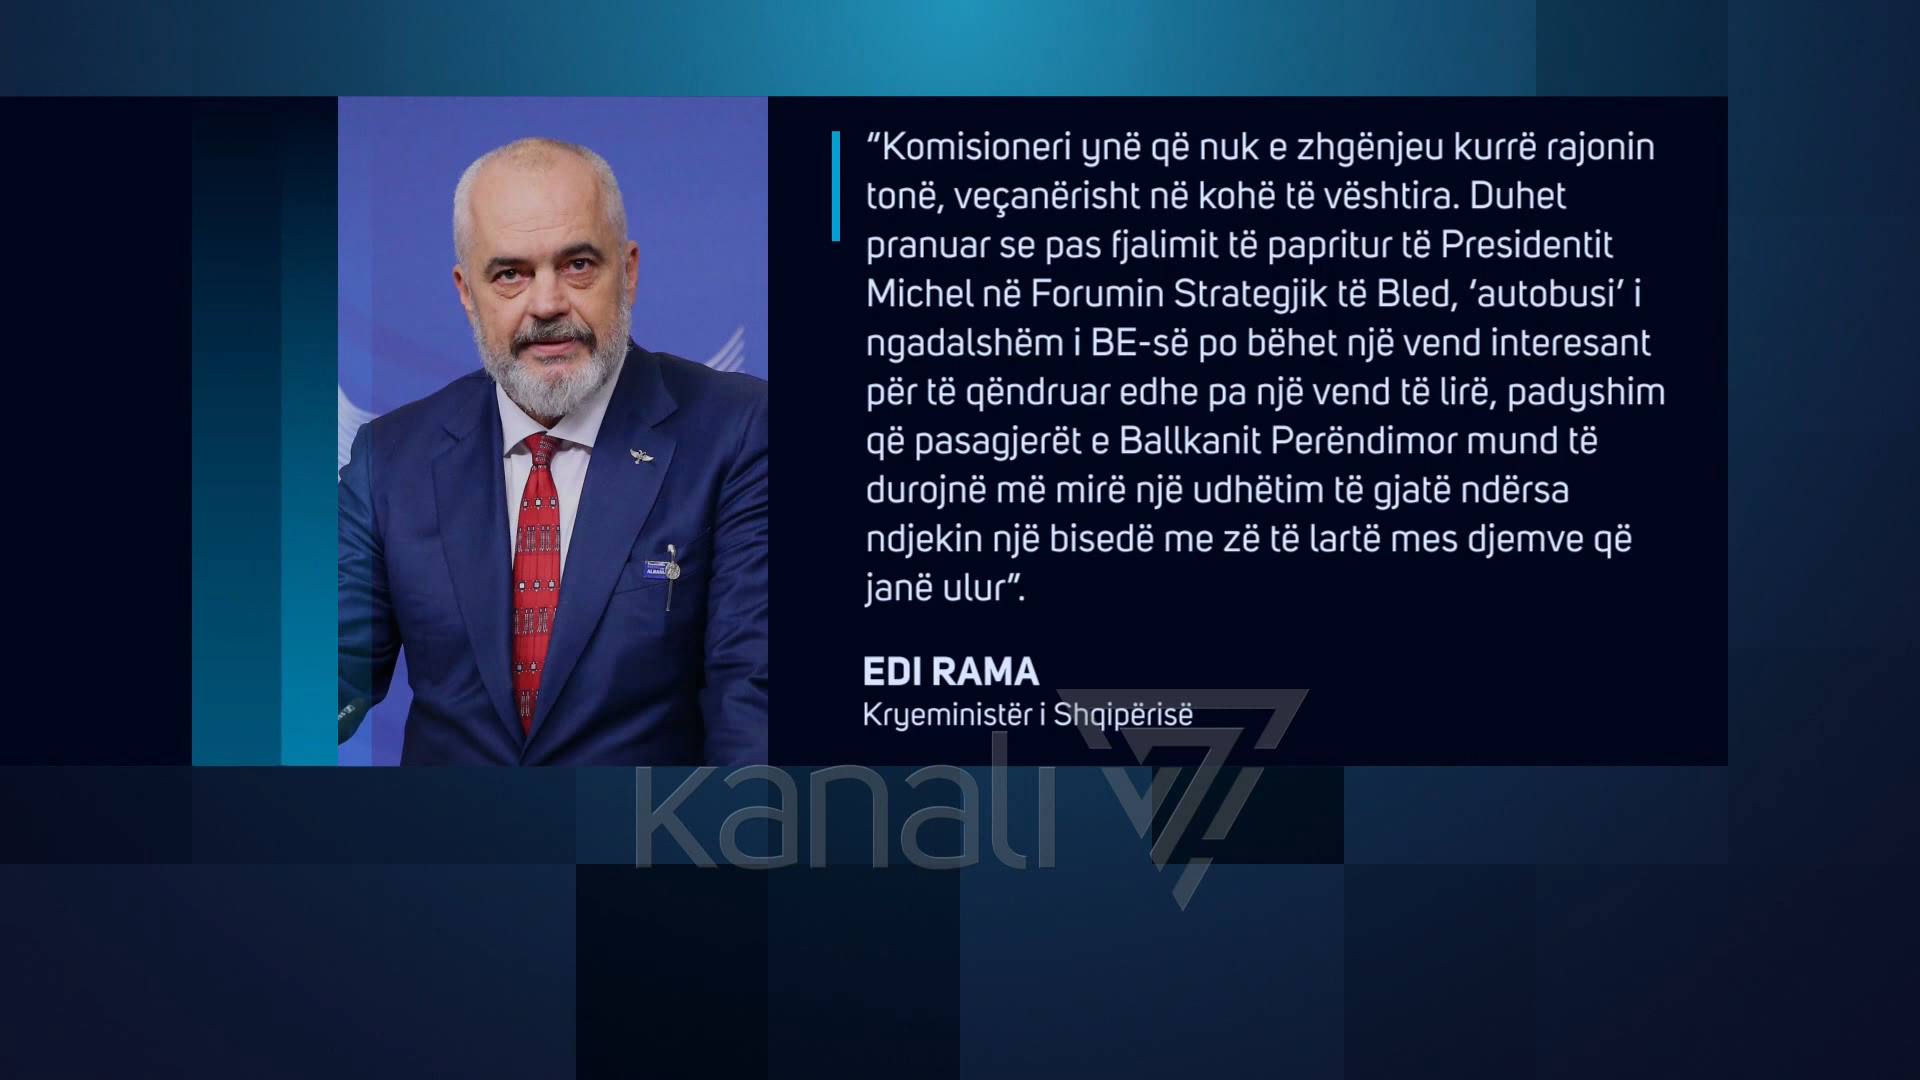 “Komisioneri ynë që nuk e zhgënjeu kurrë rajonin
tonë, veçanërisht në kohë të vështira. Duhet
pranuar se pas fjalimit të papritur të Presidentit
Michel në Forumin Strategjik të Bled, ‘autobusi’ i
ngadalshëm i BE-së po bëhet një vend interesant
për të qëndruar edhe pa një vend të lirë, padyshim
që pasagjerët e Ballkanit Perëndimor mund të
durojnë më mirë një udhëtim të gjatë ndërsa
ndjekin një bisedë me zë të lartë mes djemve që
janë ulur”.
EDI RAMA
Kryeministër i Shqipërisë
kanali 7